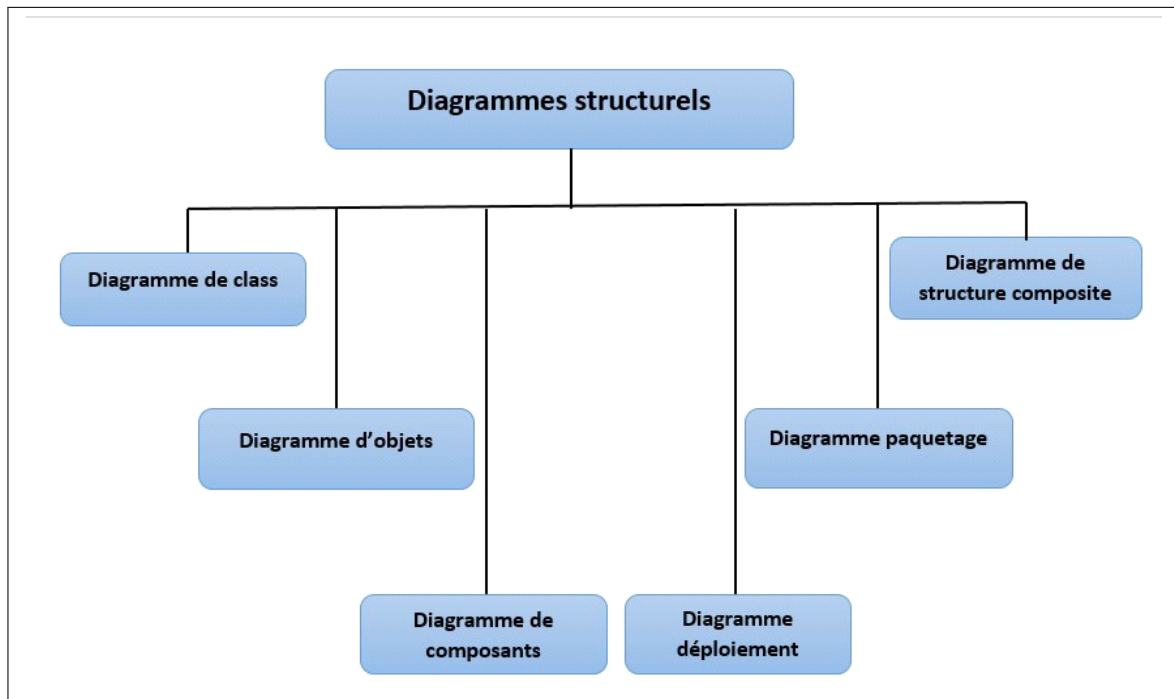 Diagrammes structurels
Diagramme de class
Diagramme de
structure composite
Diagramme d’objets
Diagramme paquetage
Diagramme de
composants
Diagramme
déploiement